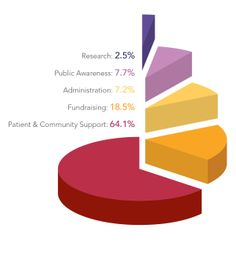 Research: 2.5%
Public Awareness: 7.7%
Administration: 7.2%
Fundraising: 18.5%
Patient & Community Support: 64.1%